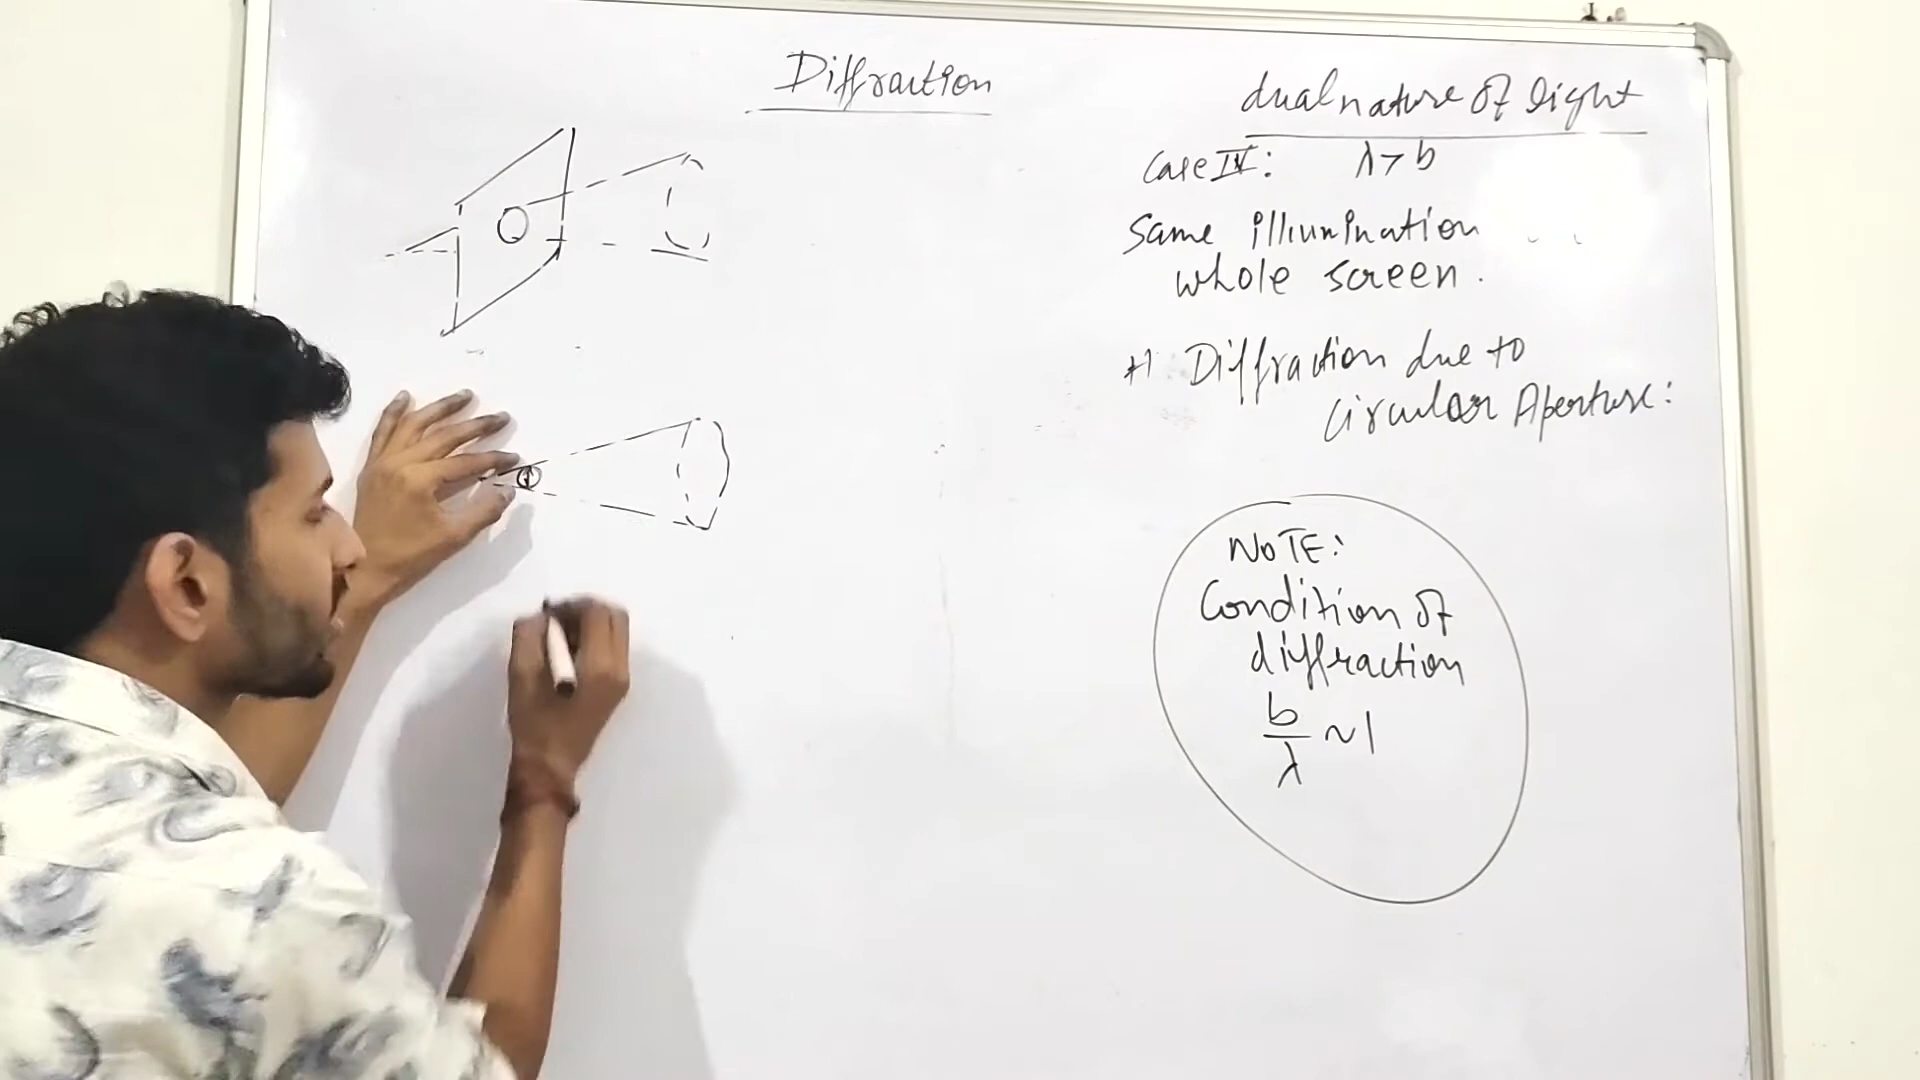 Diffraction
dual nature of light
Case IV: λ > b
Same illumination
whole screen.
Diffraction due to
Circular Aperture:
NOTE:
Condition of
diffraction
b/λ ~ 1